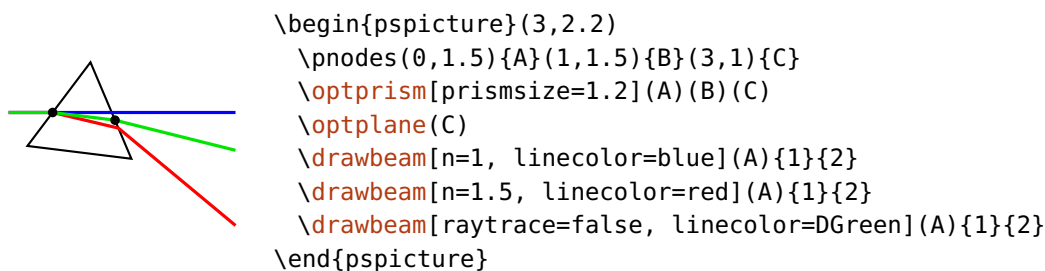 \begin{pspicture}(3,2.2)
\pnodes(0,1.5){A}(1,1.5){B}(3,1){C}
\optprism[prismsize=1.2](A)(B)(C)
\optplane(C)
\drawbeam[n=1, linecolor=blue](A){1}{2}
\drawbeam[n=1.5, linecolor=red](A){1}{2}
\drawbeam[raytrace=false, linecolor=DGreen](A){1}{2}
\end{pspicture}